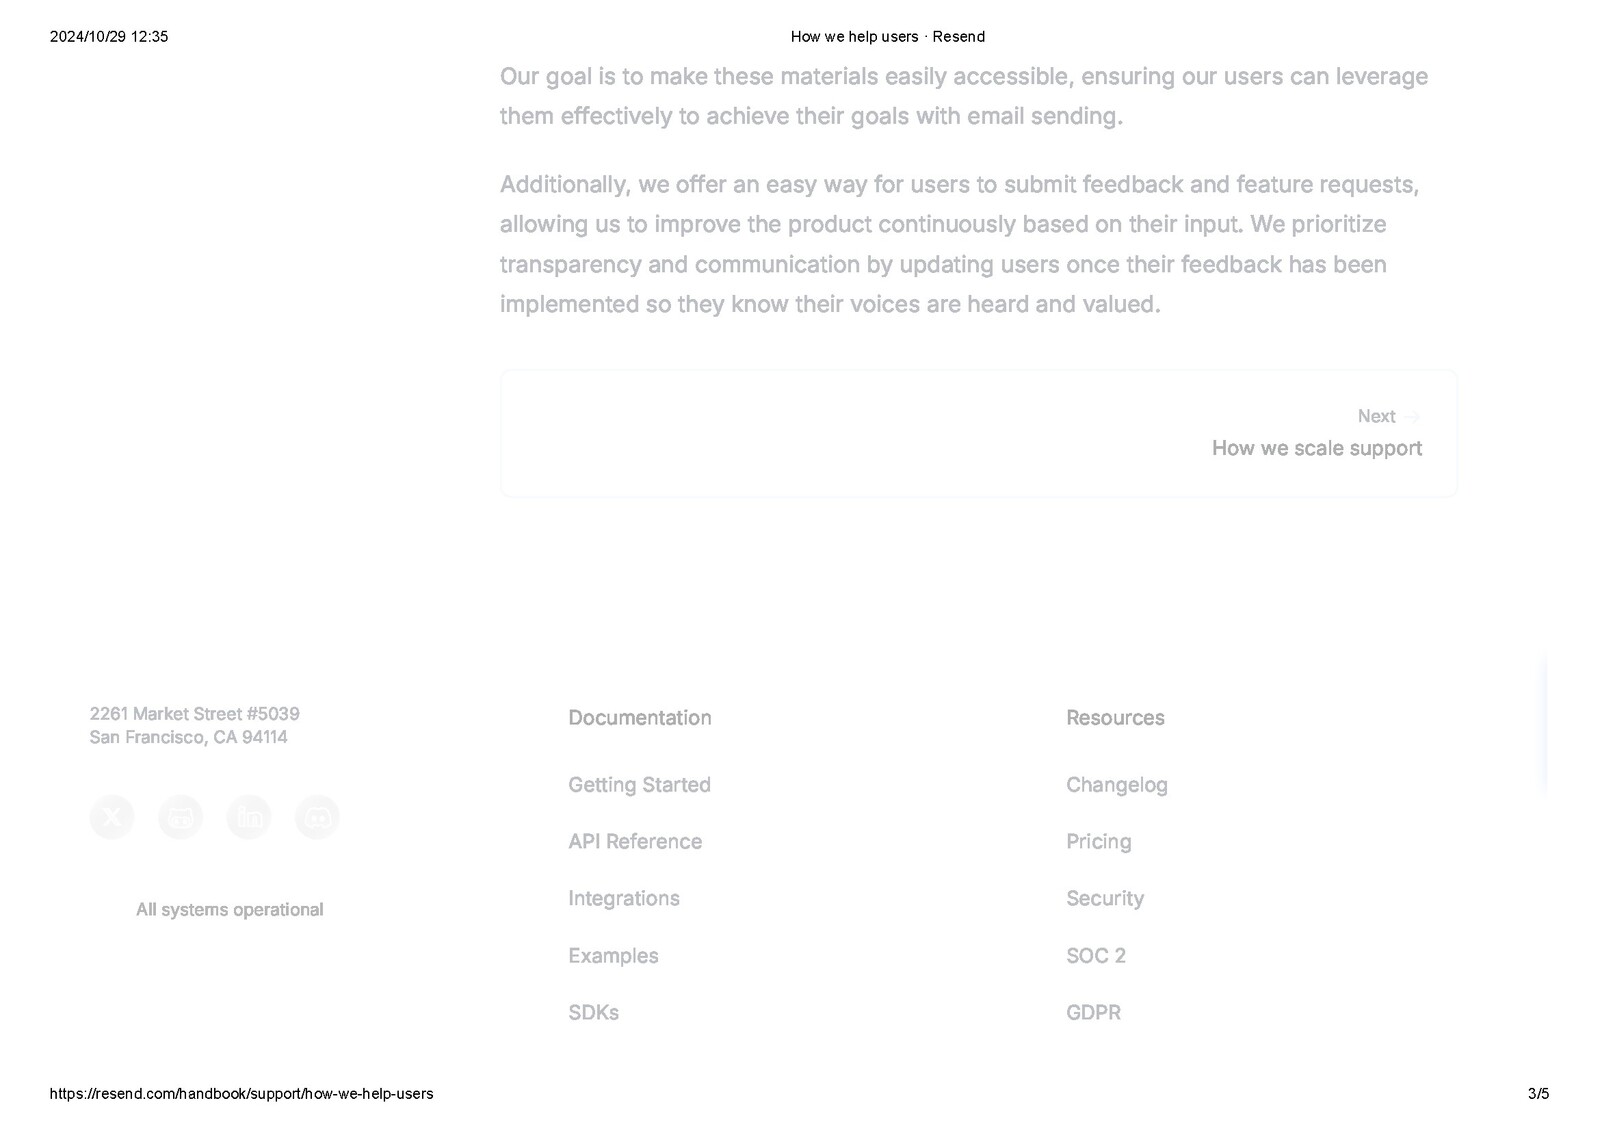 2024/10/29 12:35
How we help users · Resend
Our goal is to make these materials easily accessible, ensuring our users can leverage
them effectively to achieve their goals with email sending.
Additionally, we offer an easy way for users to submit feedback and feature requests,
allowing us to improve the product continuously based on their input. We prioritize
transparency and communication by updating users once their feedback has been
implemented so they know their voices are heard and valued.
Next →
How we scale support
2261 Market Street #5039
San Francisco, CA 94114
All systems operational
Documentation
Getting Started
API Reference
Integrations
Examples
SDKs
Resources
Changelog
Pricing
Security
SOC 2
GDPR
https://resend.com/handbook/support/how-we-help-users
3/5